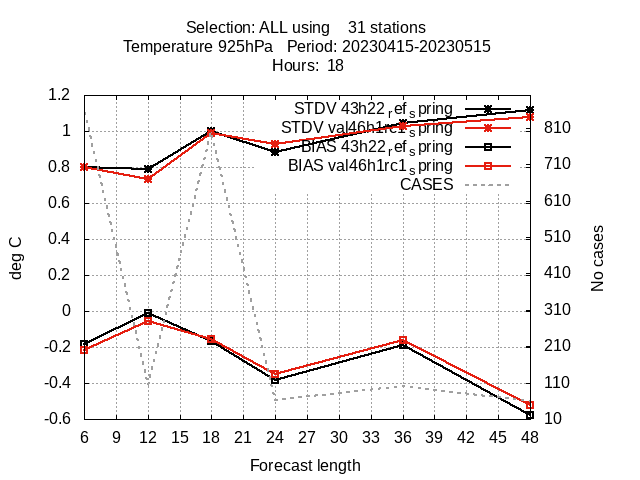 Selection: ALL using    31 stations
Temperature 925hPa   Period: 20230415-20230515
Hours: 18
1.2
1
0.8
0.6
0.4
0.2
0
-0.2
-0.4
-0.6
deg C
STDV 43h22_ref_spring
STDV val46h1rc1_spring
BIAS 43h22_ref_spring
BIAS val46h1rc1_spring
CASES
810
710
610
510
410
310
210
110
10
No cases
6 9 12 15 18 21 24 27 30 33 36 39 42 45 48
Forecast length